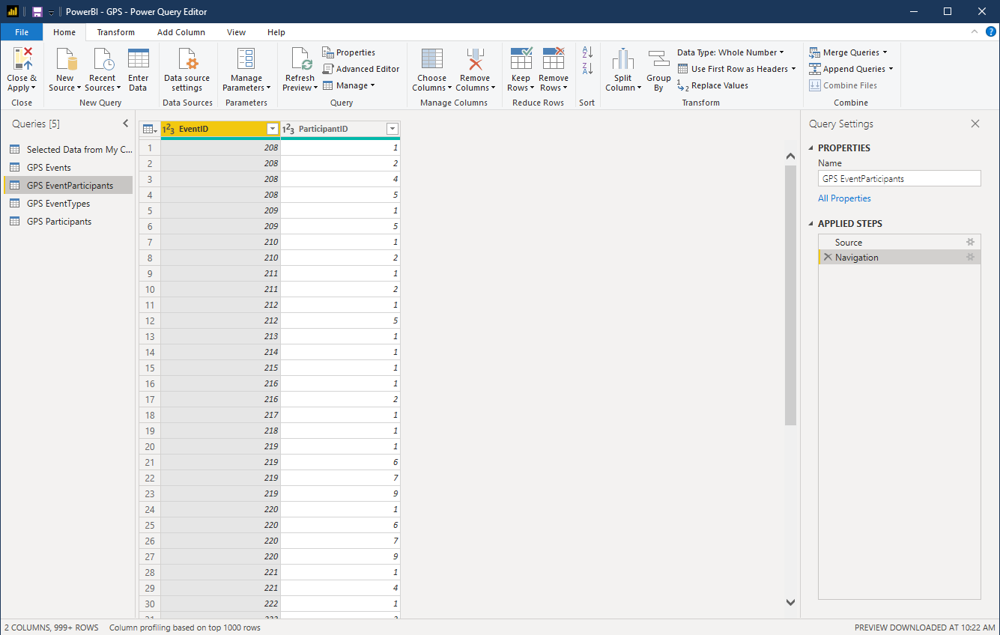 PowerBI - GPS - Power Query Editor
File Home Transform Add Column View Help
Close & Apply
New Source
Recent Sources
Enter Data
Data source settings
Manage Parameters
Refresh Preview
Properties
Advanced Editor
Manage
Choose Columns
Remove Columns
Keep Rows
Remove Rows
A
Z
Z
A
Split Column
Group By
Data Type: Whole Number
Use First Row as Headers
1
2 Replace Values
Merge Queries
Append Queries
Combine Files
Close New Query Data Sources Parameters Query Manage Columns Reduce Rows Sort Transform Combine
Queries [5]
Selected Data from My C...
GPS Events
GPS EventParticipants
GPS EventTypes
GPS Participants
123 EventID 123 ParticipantID
1 208 1
2 208 2
3 208 4
4 208 5
5 209 1
6 209 5
7 210 1
8 210 2
9 211 1
10 211 2
11 212 1
12 212 5
13 213 1
14 214 1
15 215 1
16 216 1
17 216 2
18 217 1
19 218 1
20 219 1
21 219 6
22 219 7
23 219 9
24 220 1
25 220 6
26 220 7
27 220 9
28 221 1
29 221 4
30 222 1
Query Settings
PROPERTIES
Name
GPS EventParticipants
All Properties
APPLIED STEPS
Source
Navigation
2 COLUMNS, 999+ ROWS Column profiling based on top 1000 rows
PREVIEW DOWNLOADED AT 10:22 AM